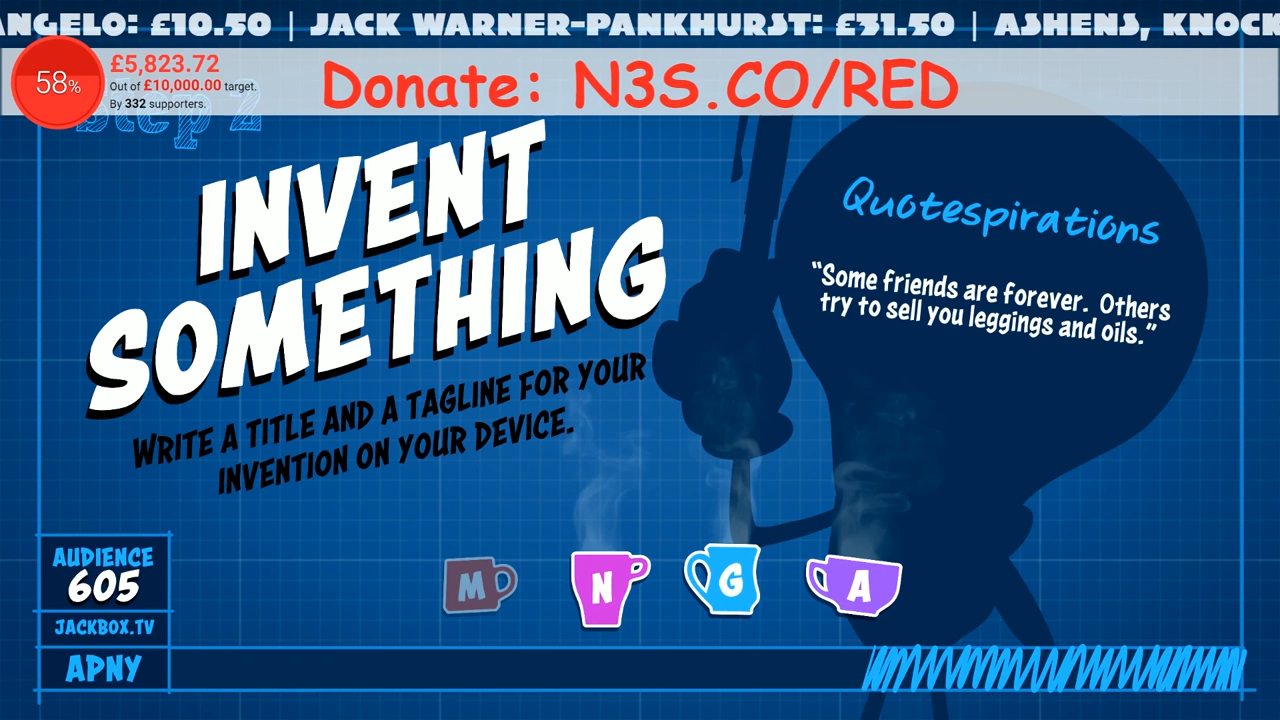 ANGELO: £10.50 | JACK WARNER-PANKHURST: £31.50 | ASHENS, KNOCK
58%
£5,823.72
Out of £10,000.00 target.
By 332 supporters.
Donate: N3S.CO/RED
Step 2
INVENT
SOMETHING
WRITE A TITLE AND A TAGLINE FOR YOUR
INVENTION ON YOUR DEVICE.
Quotespirations
“Some friends are forever. Others
try to sell you leggings and oils.”
M N G A
AUDIENCE
605
JACKBOX.TV
APNY